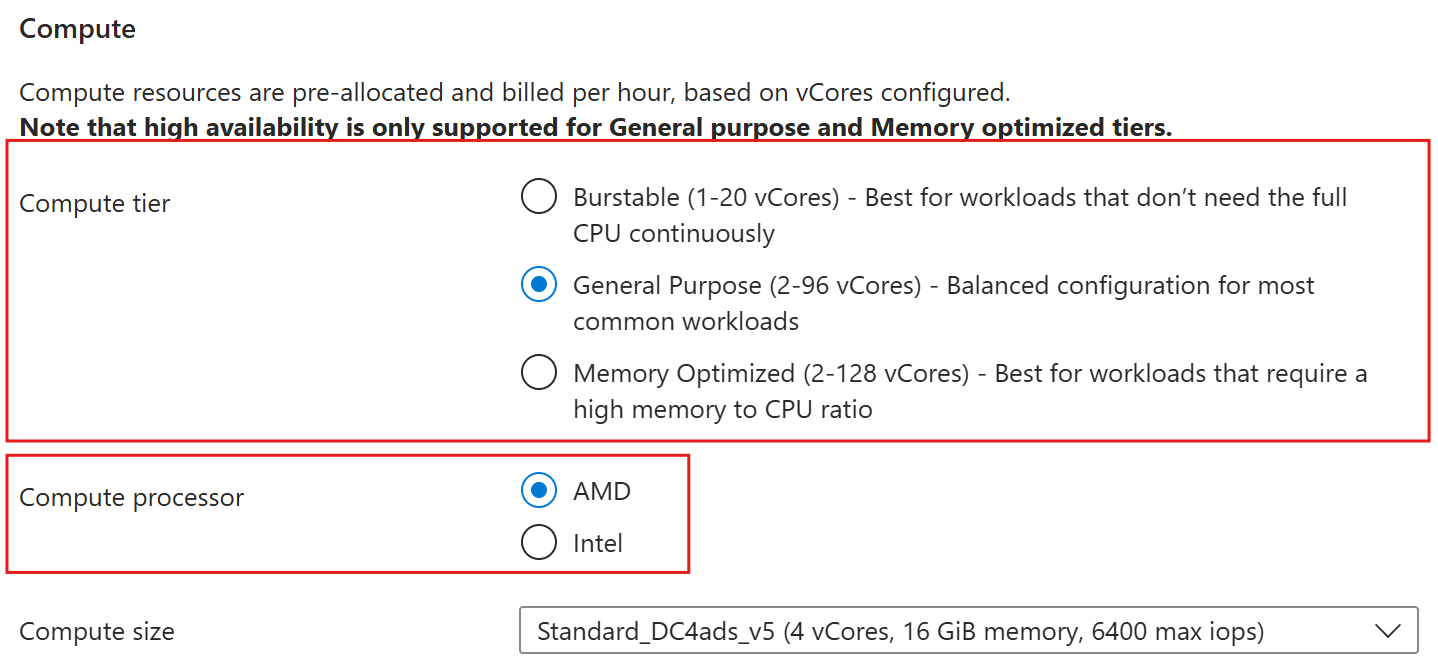 Compute
Compute resources are pre-allocated and billed per hour, based on vCores configured.
Note that high availability is only supported for General purpose and Memory optimized tiers.
Compute tier
Burstable (1-20 vCores) - Best for workloads that don’t need the full
CPU continuously
General Purpose (2-96 vCores) - Balanced configuration for most
common workloads
Memory Optimized (2-128 vCores) - Best for workloads that require a
high memory to CPU ratio
Compute processor
AMD
Intel
Compute size
Standard_DC4ads_v5 (4 vCores, 16 GiB memory, 6400 max iops)